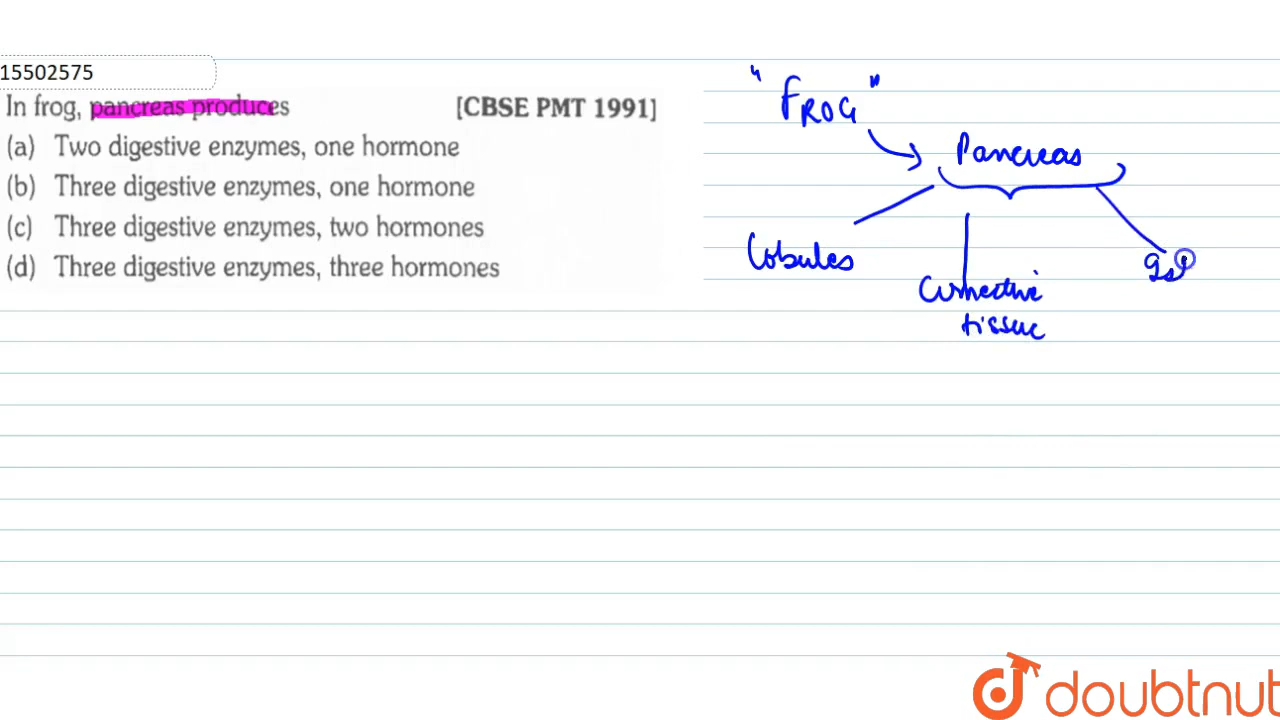 15502575
In frog, pancreas produces [CBSE PMT 1991]
(a) Two digestive enzymes, one hormone
(b) Three digestive enzymes, one hormone
(c) Three digestive enzymes, two hormones
(d) Three digestive enzymes, three hormones
"FROG"
Pancreas
Lobules
tissue
doubtnut